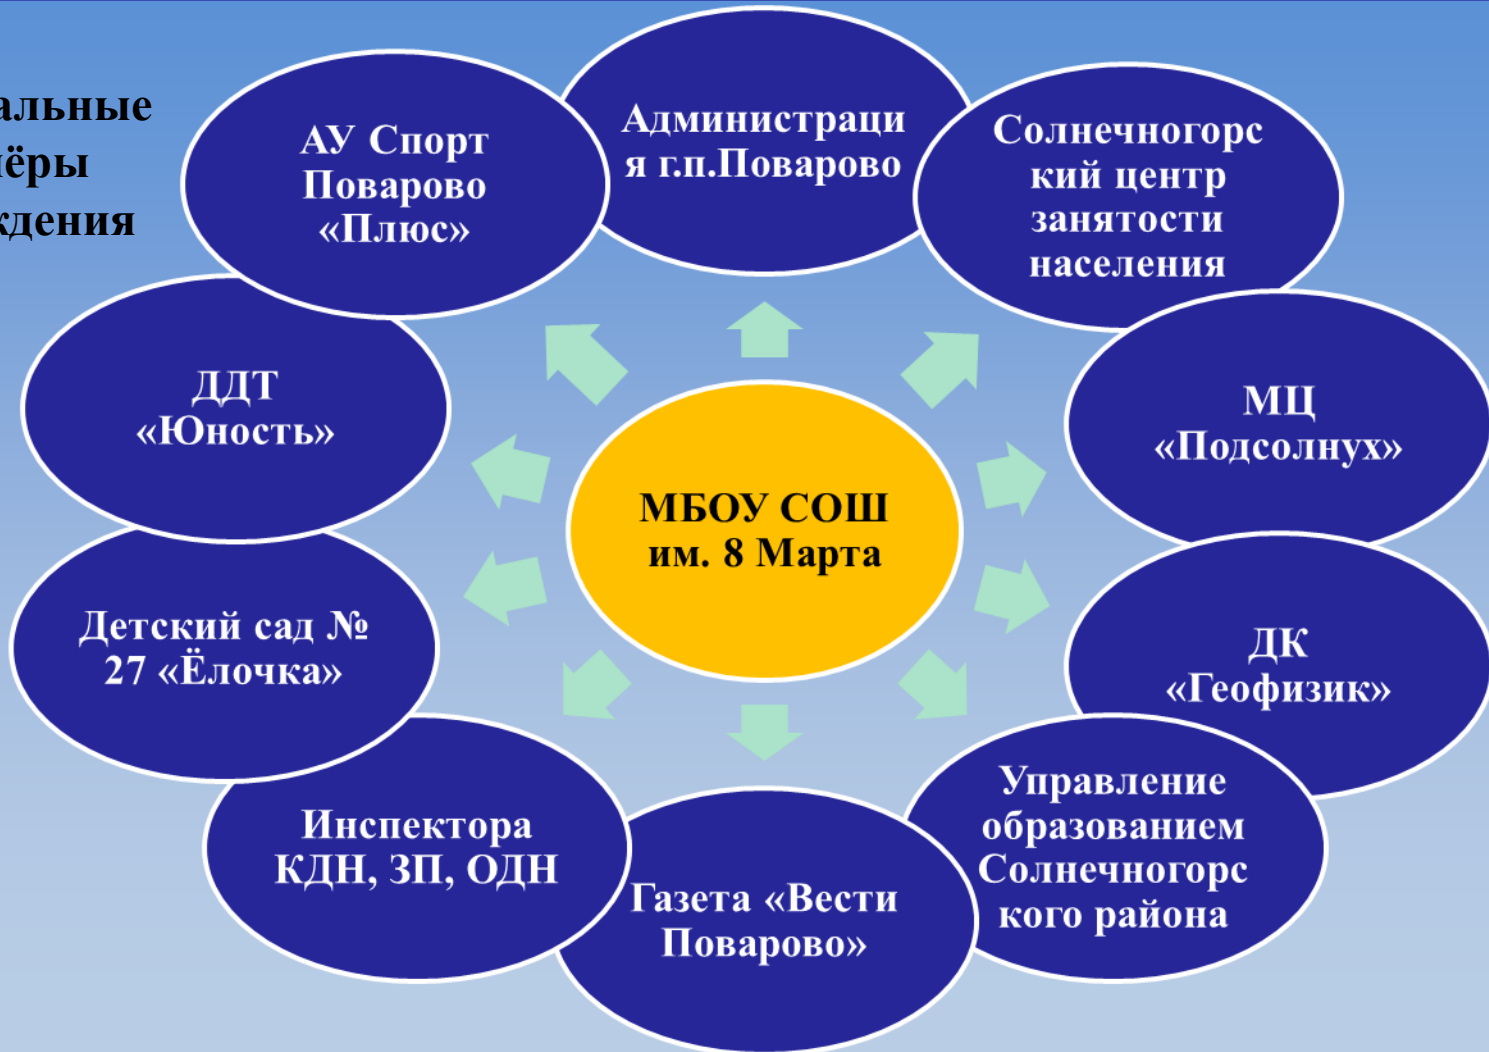 альные
нёры
ждения
АУ Спорт
Поварово
«Плюс»
Администраци
я г.п.Поварово
Солнечногорс
кий центр
занятости
населения
ДДТ
«Юность»
МЦ
«Подсолнух»
МБОУ СОШ
им. 8 Марта
Детский сад №
27 «Ёлочка»
ДК
«Геофизик»
Инспектора
КДН, ЗП, ОДН
Газета «Вести
Поварово»
Управление
образованием
Солнечногорс
кого района